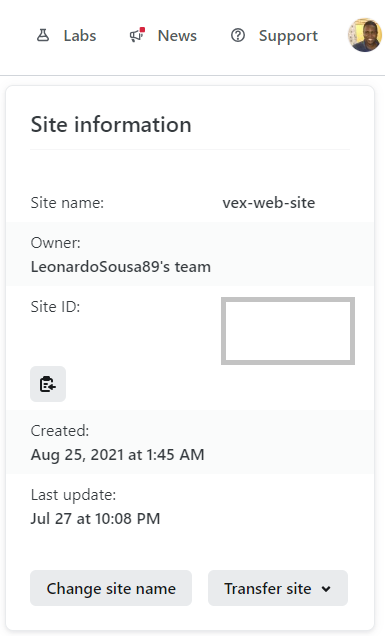 Labs News Support
Site information
Site name: vex-web-site
Owner:
LeonardoSousa89's team
Site ID:
Created:
Aug 25, 2021 at 1:45 AM
Last update:
Jul 27 at 10:08 PM
Change site name Transfer site